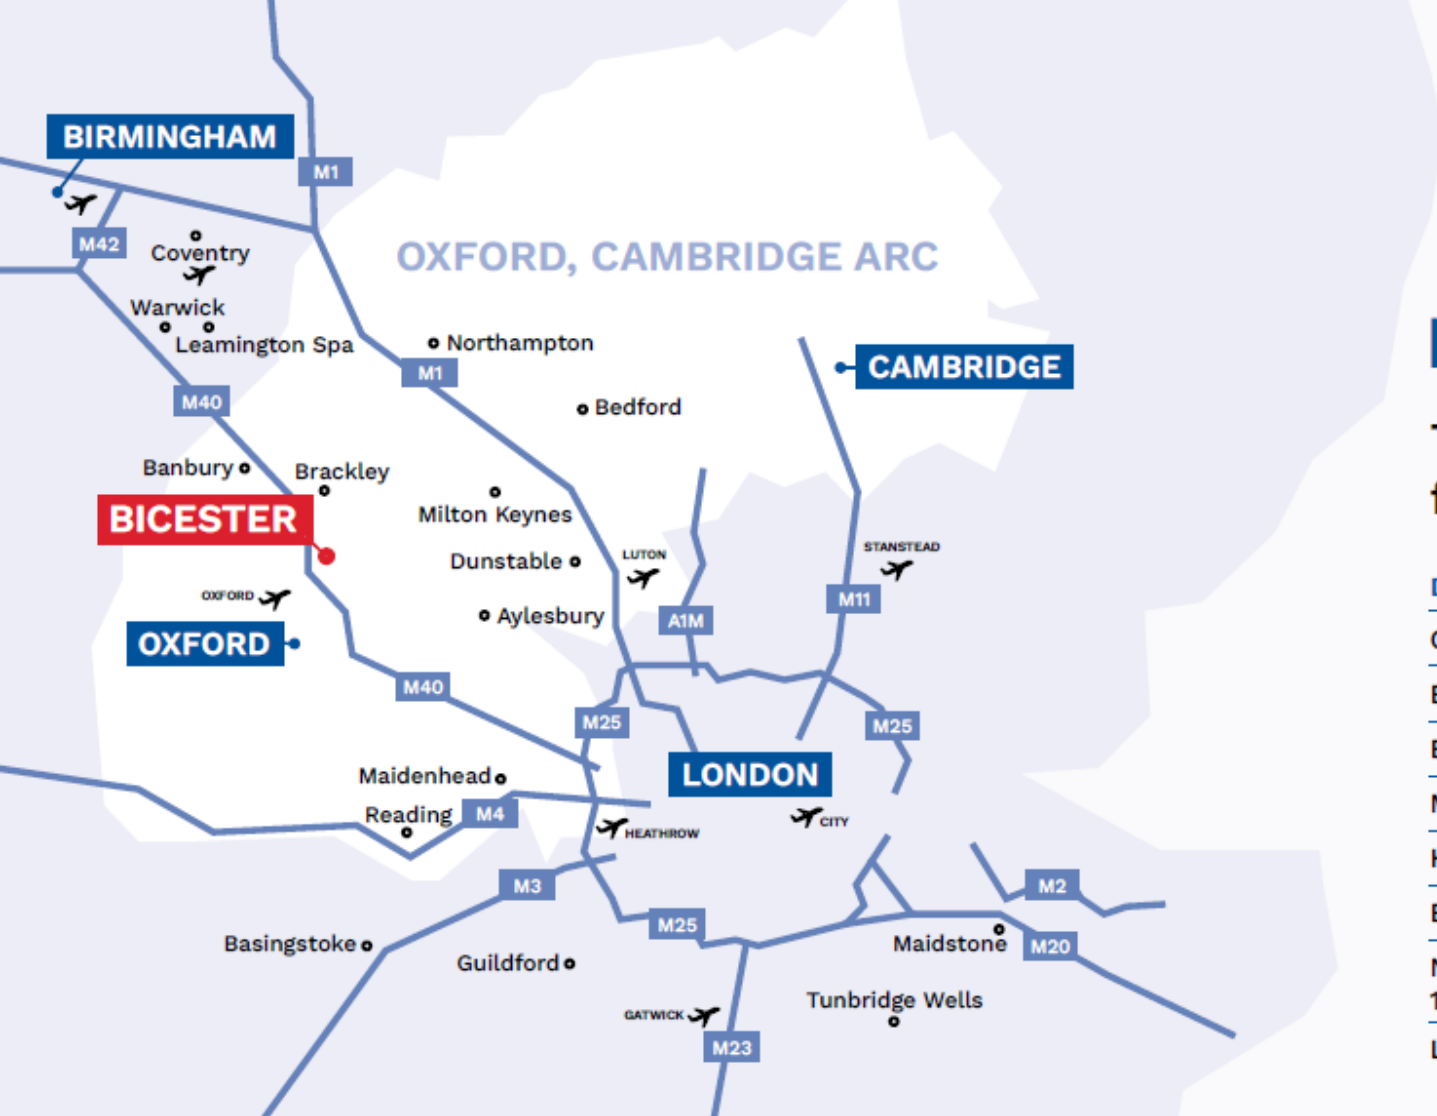 BIRMINGHAM
M1
M42
Coventry
OXFORD, CAMBRIDGE ARC
Warwick
Leamington Spa
Northampton
M1
CAMBRIDGE
M40
Bedford
Banbury
Brackley
BICESTER
Milton Keynes
STANSTEAD
LUTON
Dunstable
OXFORD
M11
Aylesbury
A1M
OXFORD
M40
M25
M25
LONDON
Maidenhead
Reading
M4
CITY
HEATHROW
M3
M2
M25
Maidstone
M20
Basingstoke
Guildford
Tunbridge Wells
GATWICK
M23